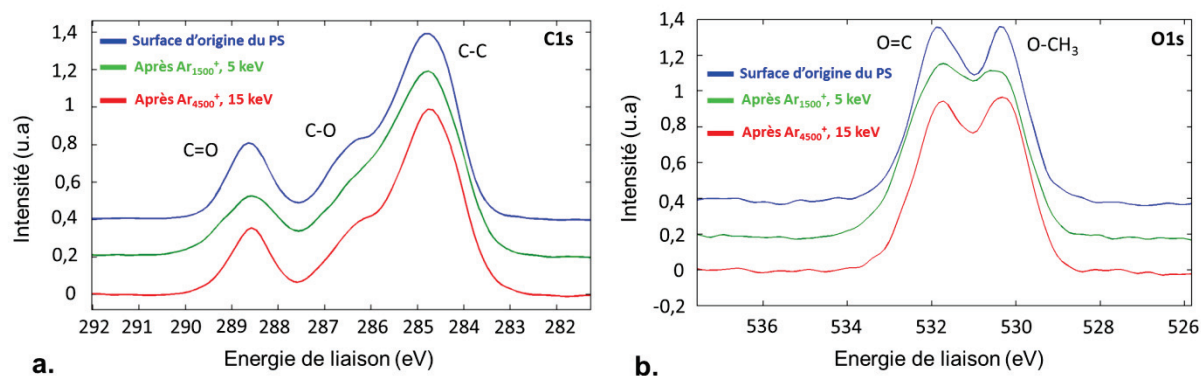 1,4
1,2
1
0,8
0,6
0,4
0,2
0
Intensité (u.a)
Surface d'origine du PS
Après Ar1500+, 5 keV
Après Ar4500+, 15 keV
C1s
C-C
C-O
C=O
292 291 290 289 288 287 286 285 284 283 282
Energie de liaison (eV)
a.
1,4
1,2
1
0,8
0,6
0,4
0,2
0
-0,2
Intensité (u.a)
O=C
O-CH3
O1s
Surface d'origine du PS
Après Ar1500+, 5 keV
Après Ar4500+, 15 keV
536 534 532 530 528 526
Energie de liaison (eV)
b.